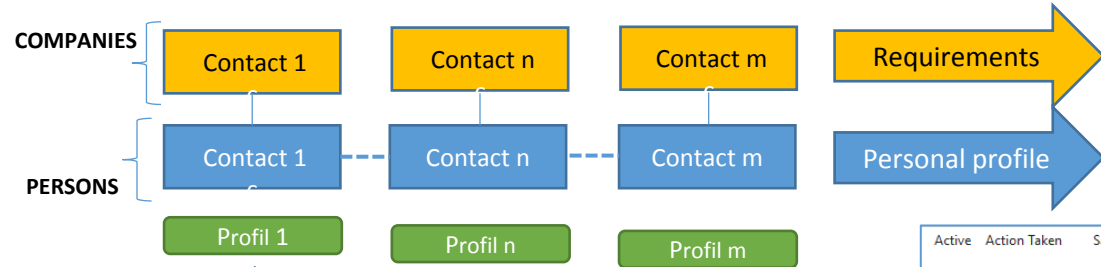 COMPANIES
Contact 1
Contact n
Contact m
Requirements
PERSONS
Contact 1
Contact n
Contact m
Personal profile
Profil 1
Profil n
Profil m
Active Action Taken